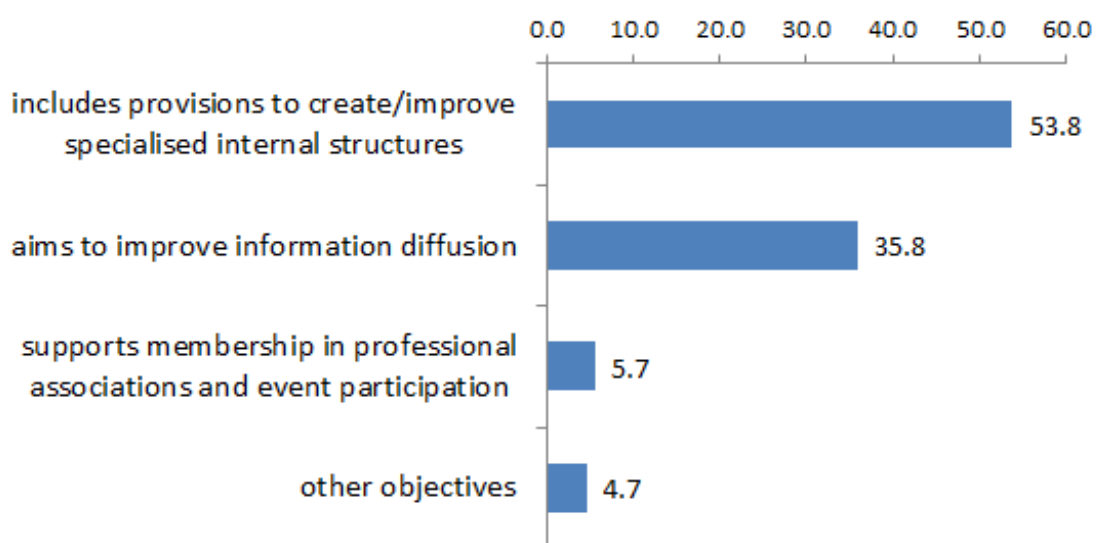 0.0 10.0 20.0 30.0 40.0 50.0 60.0
includes provisions to create/improve
specialised internal structures
53.8
aims to improve information diffusion
35.8
supports membership in professional
associations and event participation
5.7
other objectives
4.7